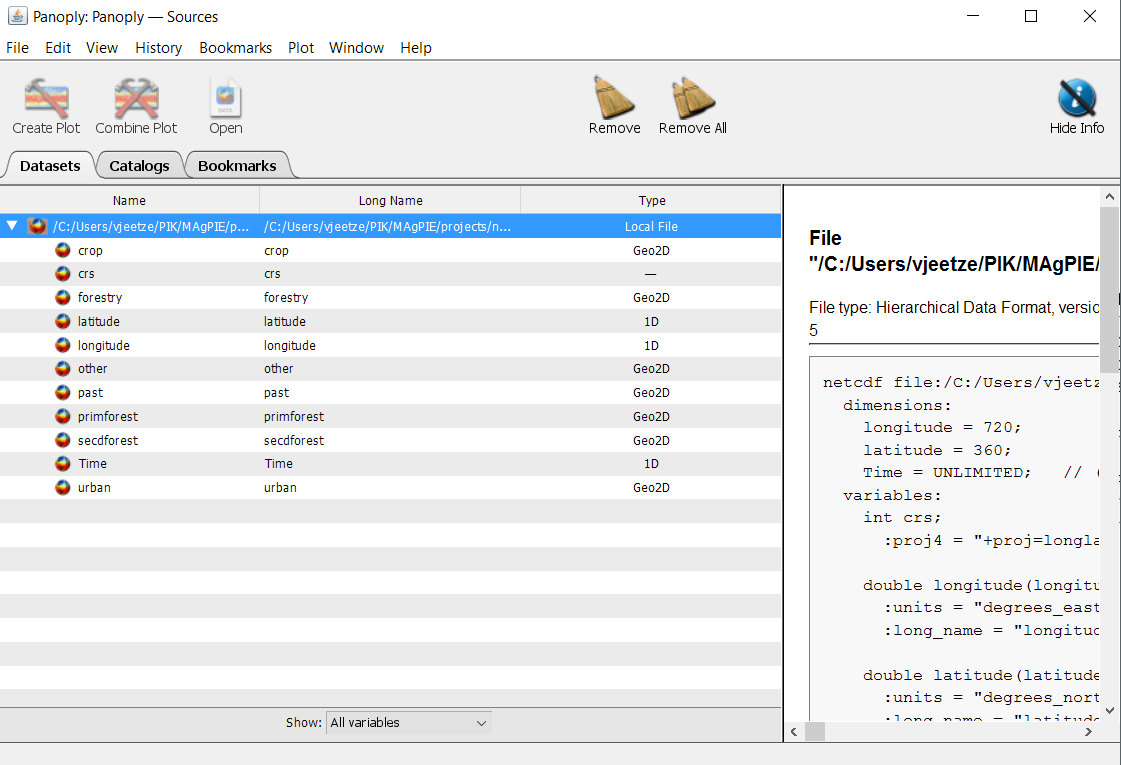 Panoply: Panoply — Sources
File Edit View History Bookmarks Plot Window Help
Create Plot Combine Plot Open Remove Remove All Hide Info
Datasets Catalogs Bookmarks
Name Long Name Type
/C:/Users/vjeetze/PIK/MAgPIE/p... /C:/Users/vjeetze/PIK/MAgPIE/projects/n... Local File
crop crop Geo2D
crs crs —
forestry forestry Geo2D
latitude latitude 1D
longitude longitude 1D
other other Geo2D
past past Geo2D
primforest primforest Geo2D
secdforest secdforest Geo2D
Time Time 1D
urban urban Geo2D
Show: All variables
File
"/C:/Users/vjeetze/PIK/MAgPIE/
File type: Hierarchical Data Format, versio
5
netcdf file:/C:/Users/vjeetz
dimensions:
longitude = 720;
latitude = 360;
Time = UNLIMITED; // (
variables:
int crs;
:proj4 = "+proj=longla
double longitude(longitu
:units = "degrees_east
:long_name = "longitud
double latitude(latitude
:units = "degrees_nort
:long_name = "latitude